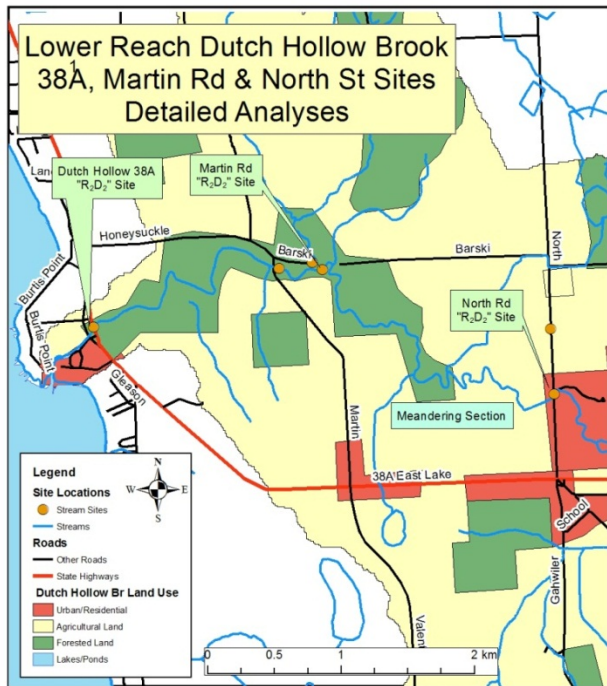 Lower Reach Dutch Hollow Brook
38A, Martin Rd & North St Sites
Detailed Analyses
1
Dutch Hollow 38A
"R₂D₂" Site
Martin Rd
"R₂D₂" Site
Honeysuckle
Barski
Barski
North
Burtis Point
Burtis Point
North Rd
"R₂D₂" Site
Gleason
Martin
Meandering Section
38A East Lake
School
Gahwiler
Legend
Site Locations
Stream Sites
Streams
Roads
Other Roads
State Highways
Dutch Hollow Br Land Use
Urban/Residential
Agricultural Land
Forested Land
Lakes/Ponds
N
W E
S
0 0.5 1 2 km